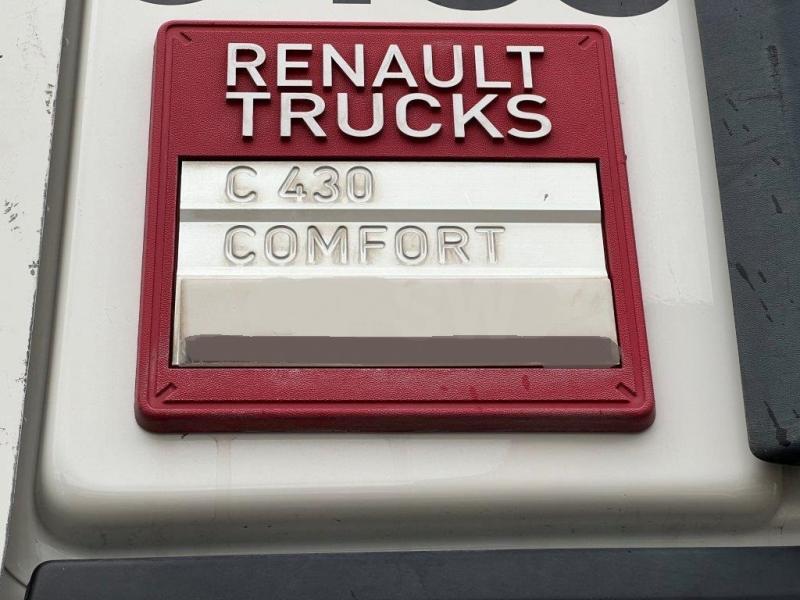 RENAULT
TRUCKS
C 430
COMFORT